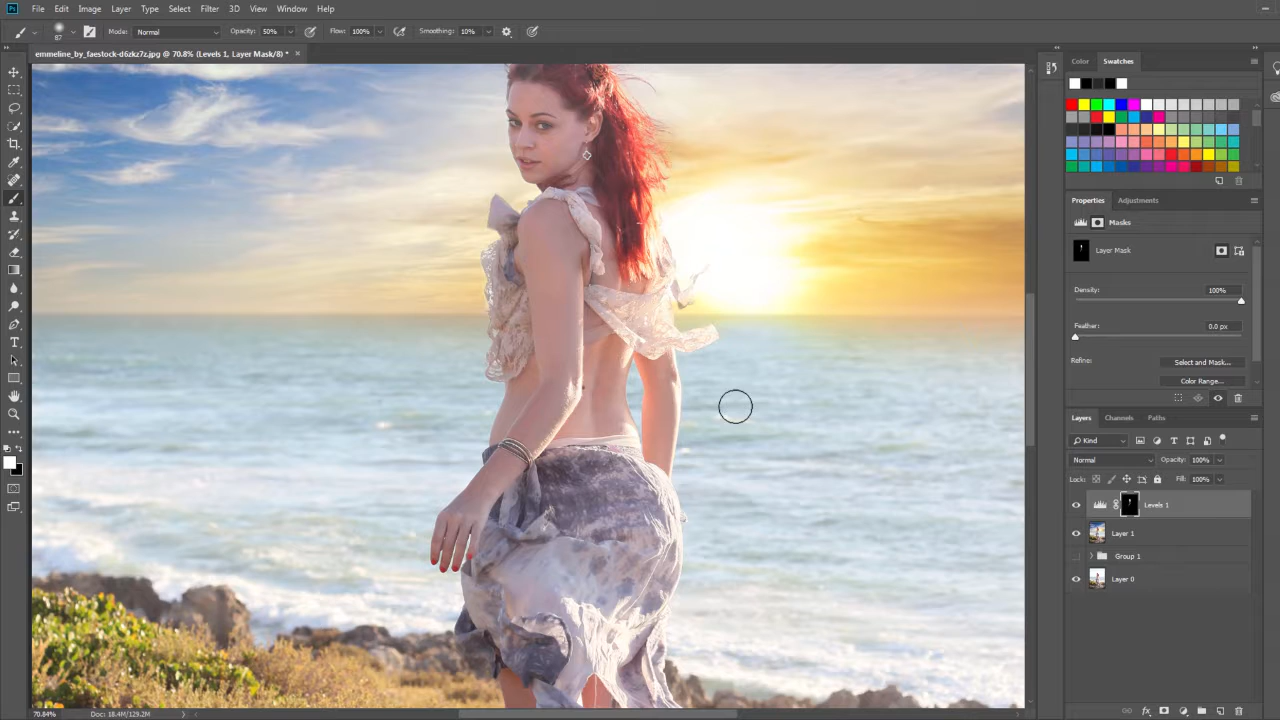 Ps File Edit Image Layer Type Select Filter 3D View Window Help
87 Mode: Normal Opacity: 50% Flow: 100% Smoothing: 10%
emmeline_by_faestock-d6zkz7z.jpg @ 70.8% (Levels 1, Layer Mask/8) *
Color Swatches
Properties Adjustments
Masks
Layer Mask
Density: 100%
Feather: 0.0 px
Refine: Select and Mask...
Color Range...
Layers Channels Paths
Kind
Normal Opacity: 100%
Lock: Fill: 100%
Levels 1
Layer 1
Group 1
Layer 0
70.84% Doc: 18.4M/129.2M